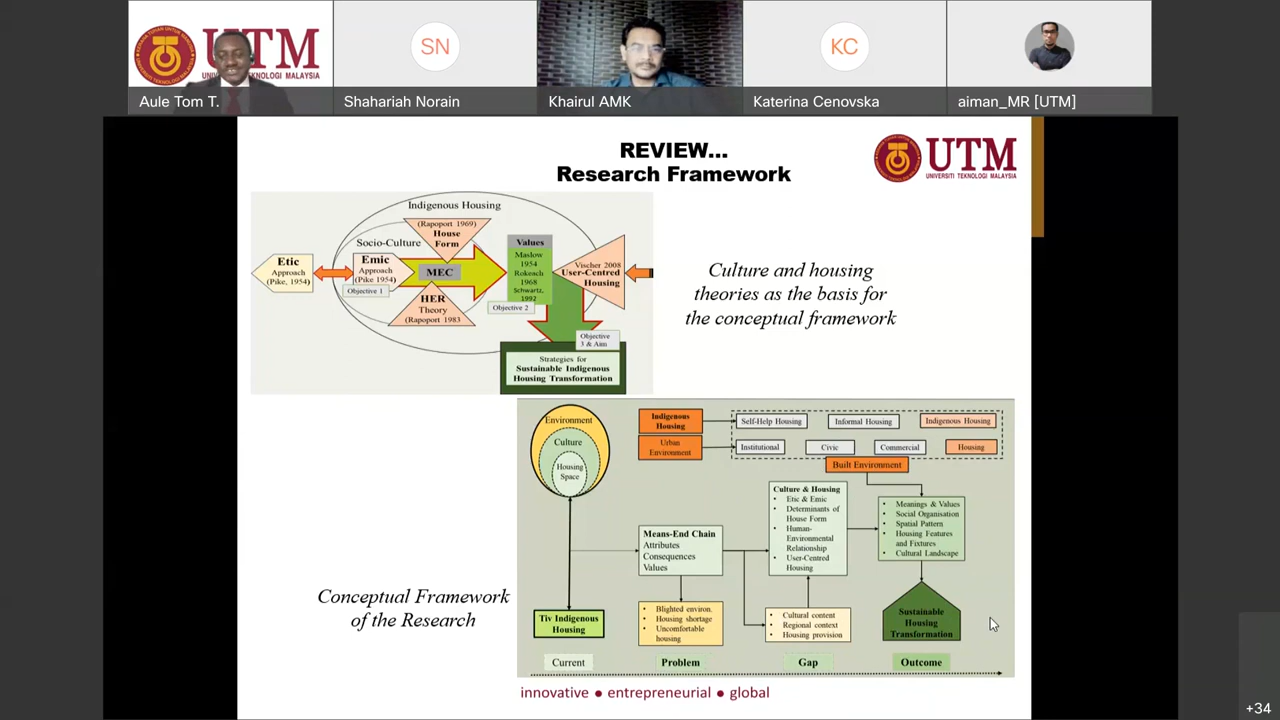 UTM
UNIVERSITI TEKNOLOGI MALAYSIA
SN
KC
Aule Tom T.
Shahariah Norain
Khairul AMK
Katerina Cenovska
aiman_MR [UTM]
REVIEW...
Research Framework
UTM
UNIVERSITI TEKNOLOGI MALAYSIA
Indigenous Housing
(Rapoport 1969)
House
Form
Socio-Culture
Etic
Approach
(Pike, 1954)
Emic
Approach
(Pike 1954)
Objective 1
MEC
HER
Theory
(Rapoport 1983
Values
Maslow
1954
Rokeach
1968
Schwartz,
1992
Objective 2
Vischer 2008
User-Centred
Housing
Objective
3 & Aim
Strategies for
Sustainable Indigenous
Housing Transformation
Culture and housing
theories as the basis for
the conceptual framework
Environment
Culture
Housing
Space
Tiv Indigenous
Housing
Current
Indigenous
Housing
Urban
Environment
Self-Help Housing
Informal Housing
Indigenous Housing
Institutional
Civic
Commercial
Housing
Built Environment
Means-End Chain
Attributes
Consequences
Values
• Blighted environ.
• Housing shortage
• Uncomfortable
housing
Problem
Culture & Housing
• Etic & Emic
• Determinants of
House Form
• Human-
Environmental
Relationship
• User-Centred
Housing
• Cultural content
• Regional context
• Housing provision
Gap
• Meanings & Values
• Social Organisation
• Spatial Pattern
• Housing Features
and Fixtures
• Cultural Landscape
Sustainable
Housing
Transformation
Outcome
Conceptual Framework
of the Research
innovative ● entrepreneurial ● global
+34